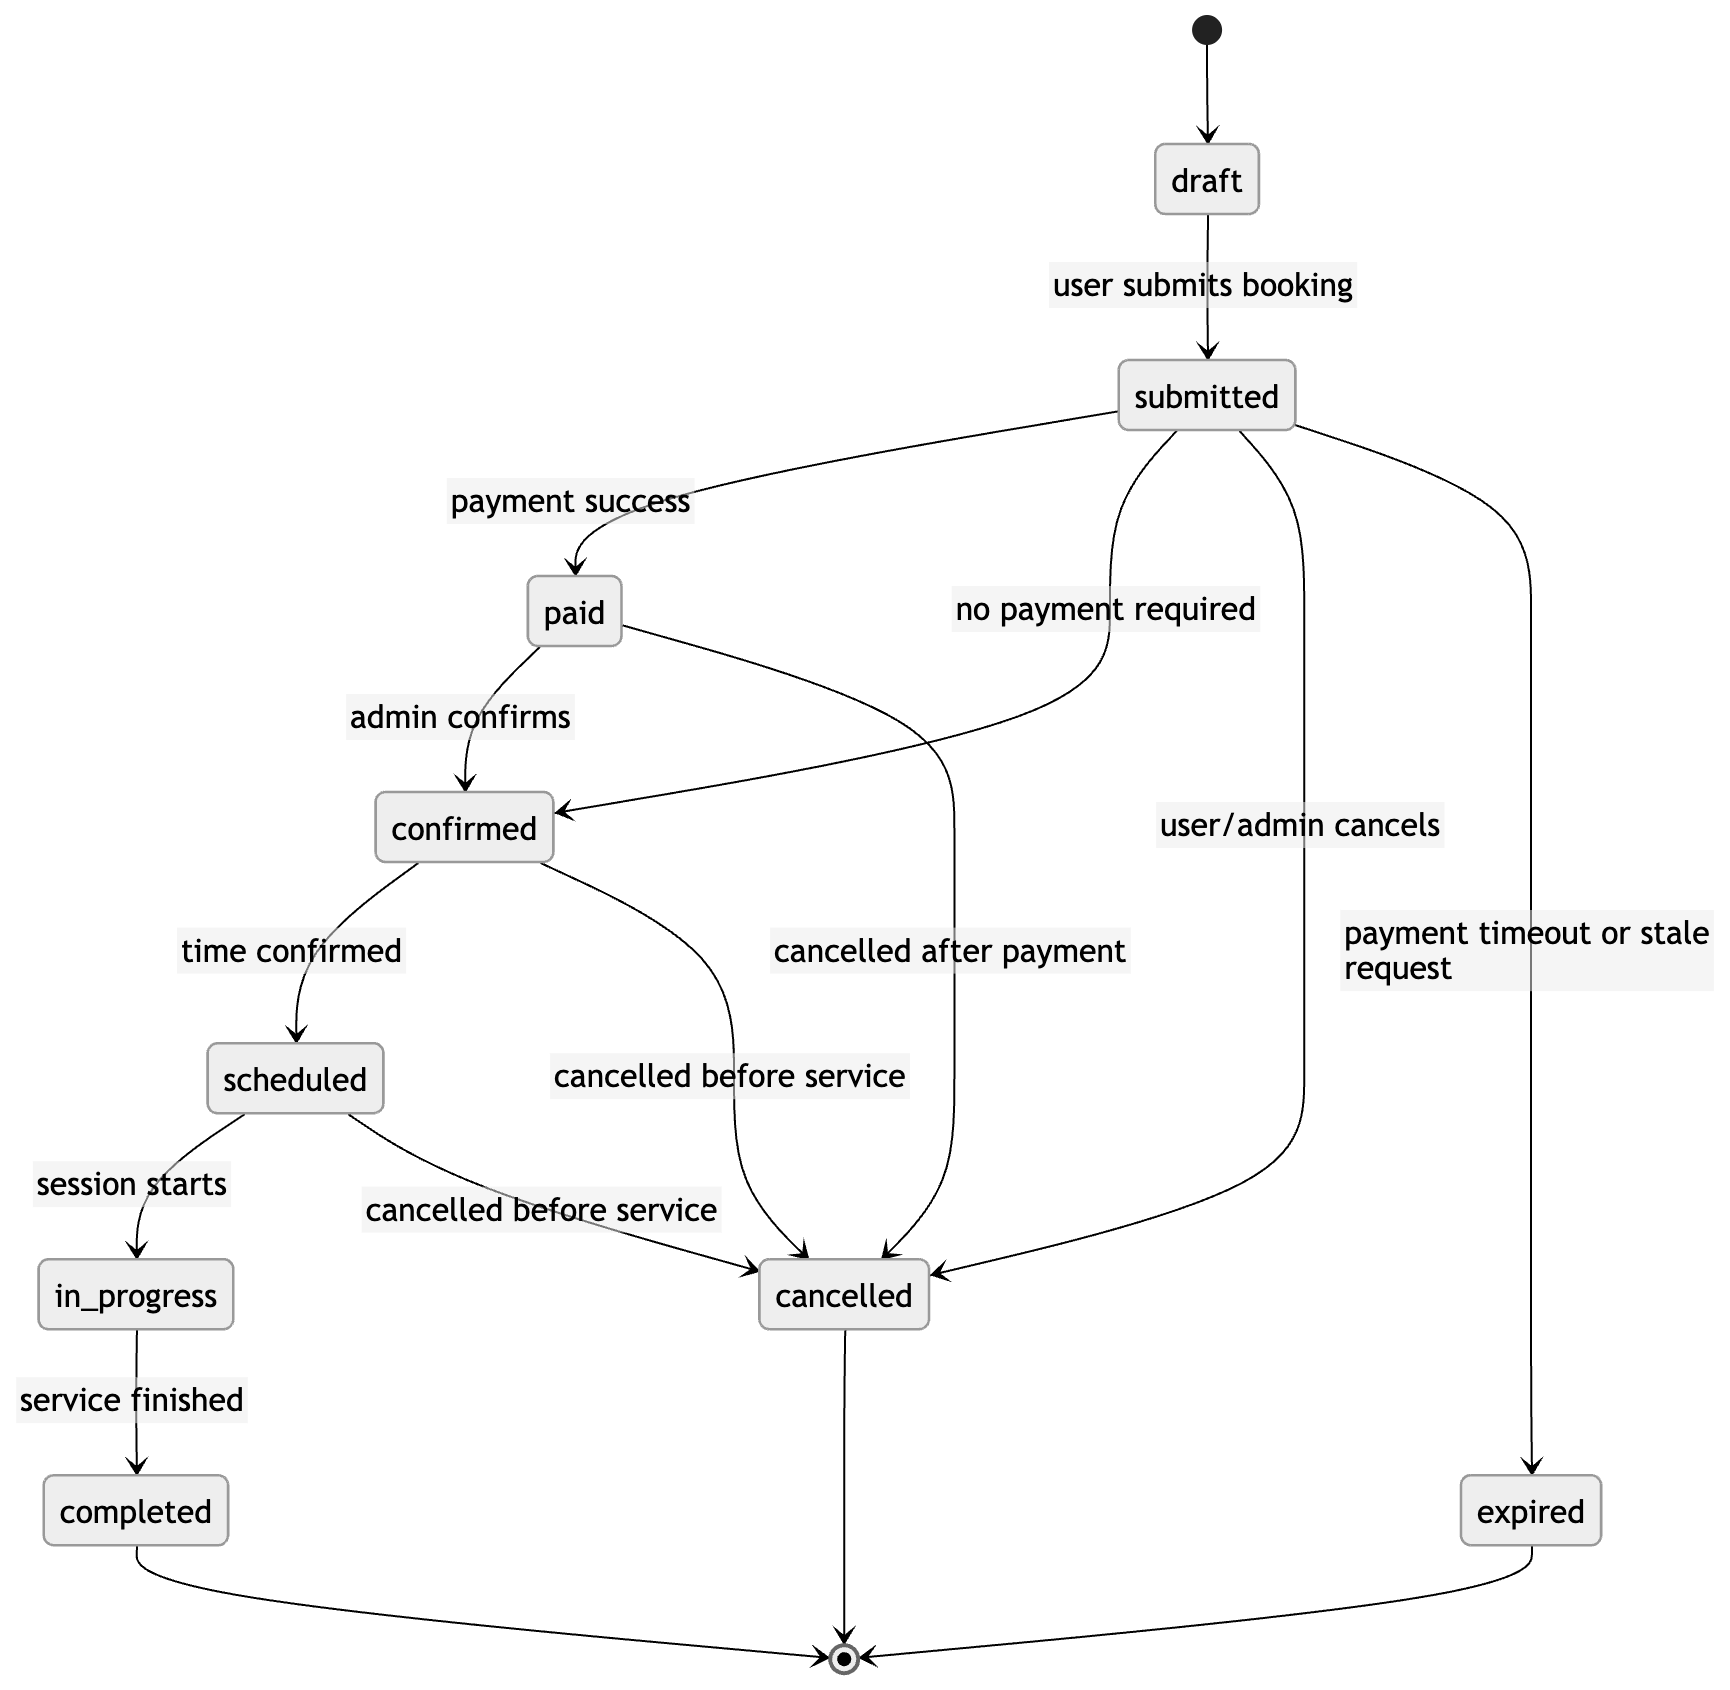 draft
user submits booking
submitted
payment success
paid
no payment required
admin confirms
confirmed
user/admin cancels
time confirmed
cancelled after payment
payment timeout or stale
request
scheduled
cancelled before service
session starts
cancelled before service
in_progress
cancelled
service finished
completed
expired